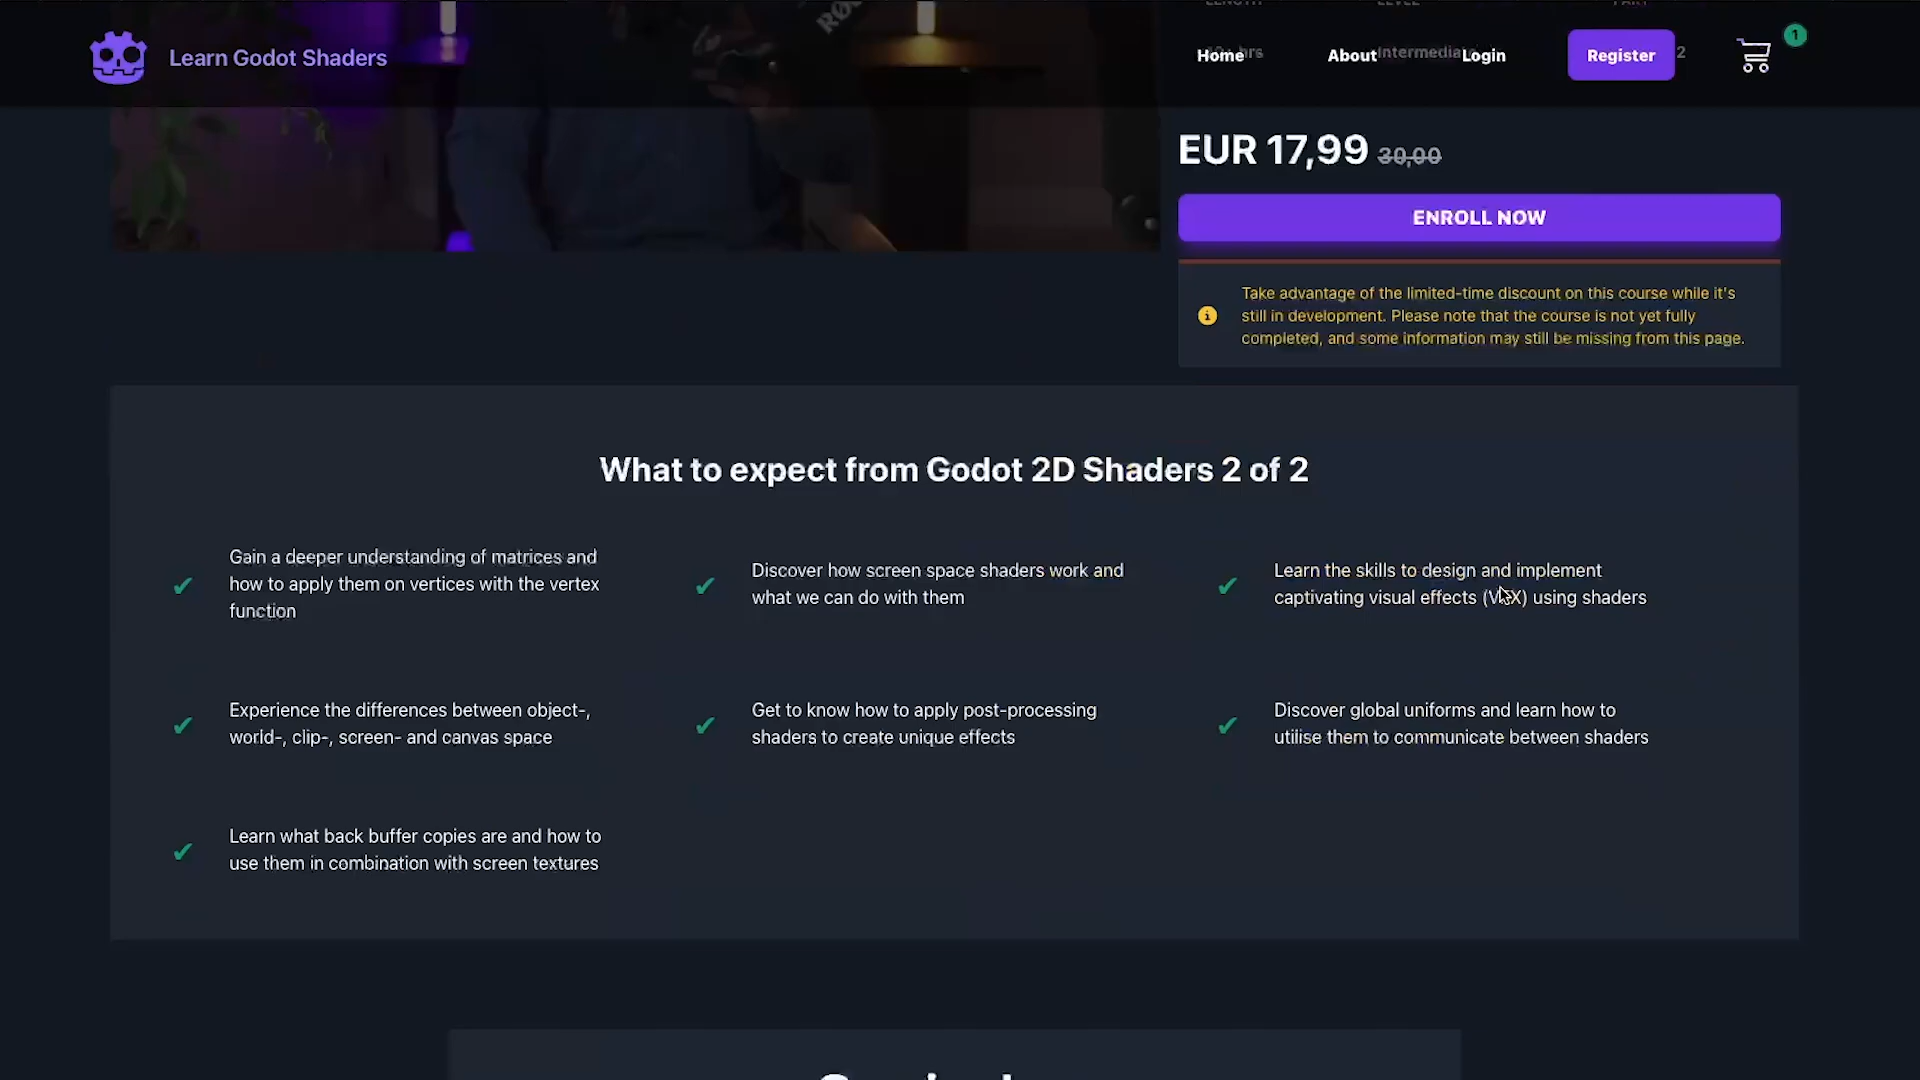 Learn Godot Shaders
Home
About
Intermediate
Login
Register
2
1
EUR 17,99 30,00
ENROLL NOW
Take advantage of the limited-time discount on this course while it's
still in development. Please note that the course is not yet fully
completed, and some information may still be missing from this page.
What to expect from Godot 2D Shaders 2 of 2
Gain a deeper understanding of matrices and
how to apply them on vertices with the vertex
function
Discover how screen space shaders work and
what we can do with them
Learn the skills to design and implement
captivating visual effects (VFX) using shaders
Experience the differences between object-,
world-, clip-, screen- and canvas space
Get to know how to apply post-processing
shaders to create unique effects
Discover global uniforms and learn how to
utilise them to communicate between shaders
Learn what back buffer copies are and how to
use them in combination with screen textures